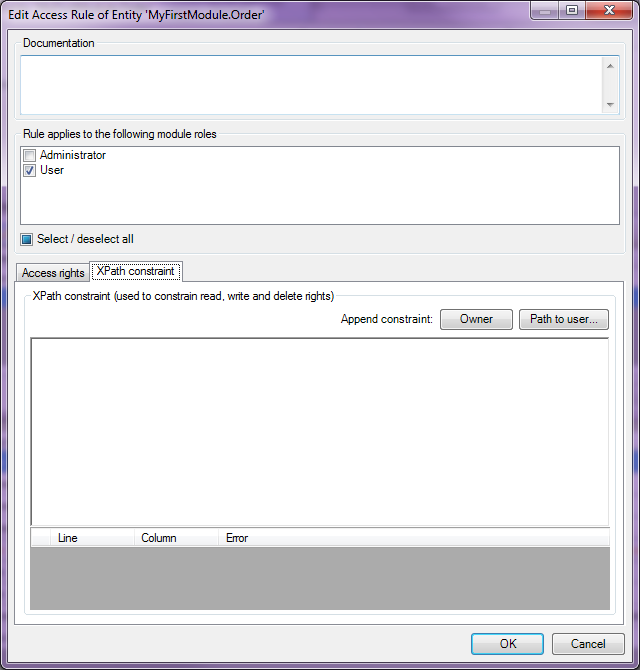 Edit Access Rule of Entity 'MyFirstModule.Order'
Documentation
Rule applies to the following module roles
Administrator
User
Select / deselect all
Access rights XPath constraint
XPath constraint (used to constrain read, write and delete rights)
Append constraint: Owner Path to user...
Line Column Error
OK Cancel